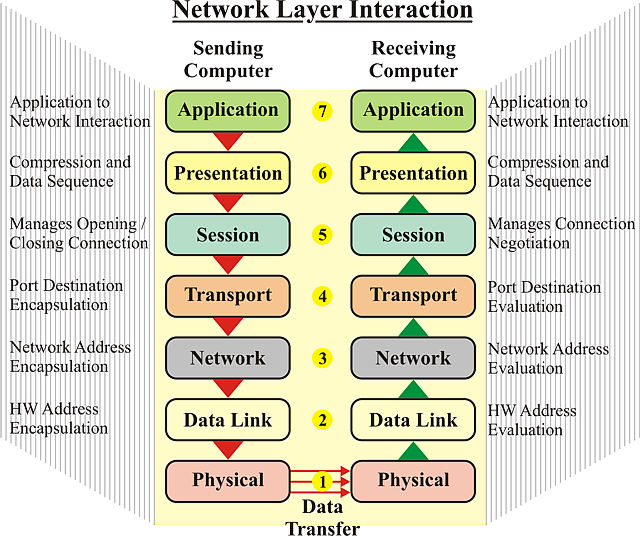 Network Layer Interaction
Sending
Computer
Receiving
Computer
Application to
Network Interaction
Application
7
Application
Application to
Network Interaction
Compression and
Data Sequence
Presentation
6
Presentation
Compression and
Data Sequence
Manages Opening /
Closing Connection
Session
5
Session
Manages Connection
Negotiation
Port Destination
Encapsulation
Transport
4
Transport
Port Destination
Evaluation
Network Address
Encapsulation
Network
3
Network
Network Address
Evaluation
HW Address
Encapsulation
Data Link
2
Data Link
HW Address
Evaluation
Physical
1
Physical
Data
Transfer